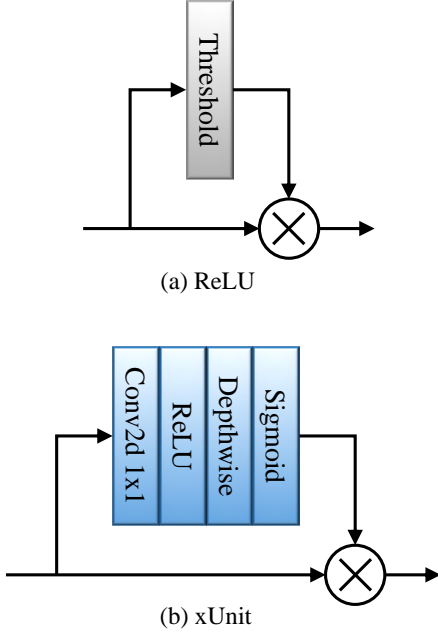 Threshold
(a) ReLU
Conv2d 1x1
ReLU
Depthwise
Sigmoid
(b) xUnit